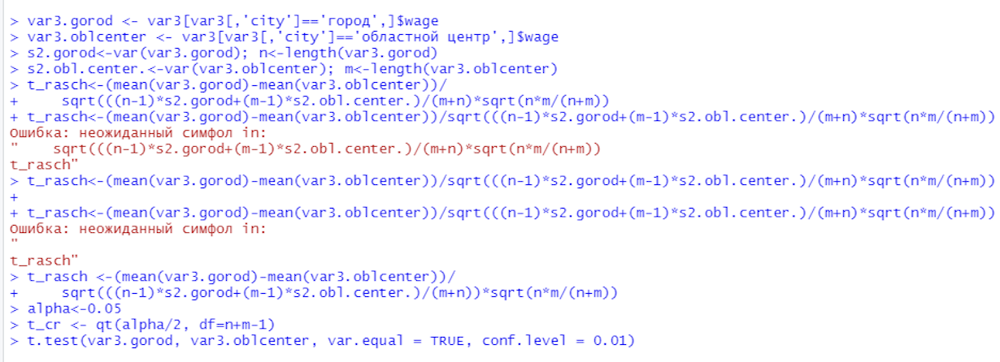 > var3.gorod <- var3[var3[,'city']=='город',]$wage
> var3.oblcenter <- var3[var3[,'city']=='областной центр',]$wage
> s2.gorod<-var(var3.gorod); n<-length(var3.gorod)
> s2.obl.center.<-var(var3.oblcenter); m<-length(var3.oblcenter)
> t_rasch<-(mean(var3.gorod)-mean(var3.oblcenter))/
+     sqrt(((n-1)*s2.gorod+(m-1)*s2.obl.center.)/(m+n)*sqrt(n*m/(n+m))
+ t_rasch<-(mean(var3.gorod)-mean(var3.oblcenter))/sqrt(((n-1)*s2.gorod+(m-1)*s2.obl.center.)/(m+n)*sqrt(n*m/(n+m))
Ошибка: неожиданный симфол in:
"    sqrt(((n-1)*s2.gorod+(m-1)*s2.obl.center.)/(m+n)*sqrt(n*m/(n+m))
t_rasch"
> t_rasch<-(mean(var3.gorod)-mean(var3.oblcenter))/sqrt(((n-1)*s2.gorod+(m-1)*s2.obl.center.)/(m+n)*sqrt(n*m/(n+m))
+
+ t_rasch<-(mean(var3.gorod)-mean(var3.oblcenter))/sqrt(((n-1)*s2.gorod+(m-1)*s2.obl.center.)/(m+n)*sqrt(n*m/(n+m))
Ошибка: неожиданный симфол in:
"
t_rasch"
> t_rasch <-(mean(var3.gorod)-mean(var3.oblcenter))/
+     sqrt(((n-1)*s2.gorod+(m-1)*s2.obl.center.)/(m+n))*sqrt(n*m/(n+m))
> alpha<-0.05
> t_cr <- qt(alpha/2, df=n+m-1)
> t.test(var3.gorod, var3.oblcenter, var.equal = TRUE, conf.level = 0.01)